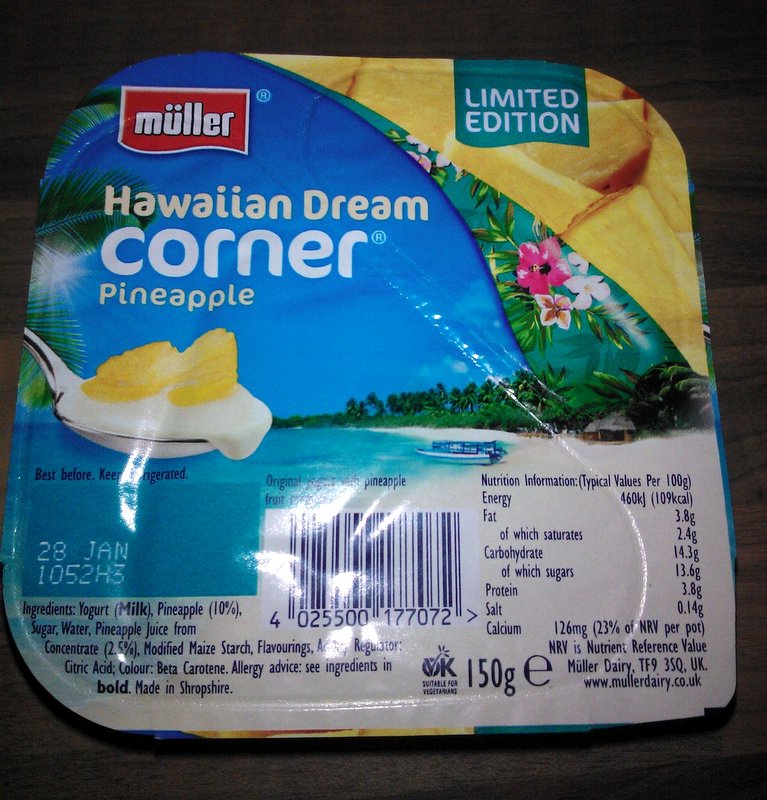 müller®
LIMITED
EDITION
Hawaiian Dream
corner®
Pineapple
Best before. Keep refrigerated.
28 JAN
1052H3
Original yogurt with pineapple
fruit
4 025500 177072 >
Nutrition Information:(Typical Values Per 100g)
Energy 460kJ (109kcal)
Fat 3.8g
of which saturates 2.4g
Carbohydrate 14.3g
of which sugars 13.6g
Protein 3.8g
Salt 0.14g
Calcium 126mg (23% of NRV per pot)
NRV is Nutrient Reference Value
Müller Dairy, TF9 3SQ, UK.
www.mullerdairy.co.uk
Ingredients: Yogurt (Milk), Pineapple (10%),
Sugar, Water, Pineapple Juice from
Concentrate (2.5%), Modified Maize Starch, Flavourings, Acidity Regulator:
Citric Acid; Colour: Beta Carotene. Allergy advice: see ingredients in
bold. Made in Shropshire.
VK
SUITABLE FOR
VEGETARIANS
150g e